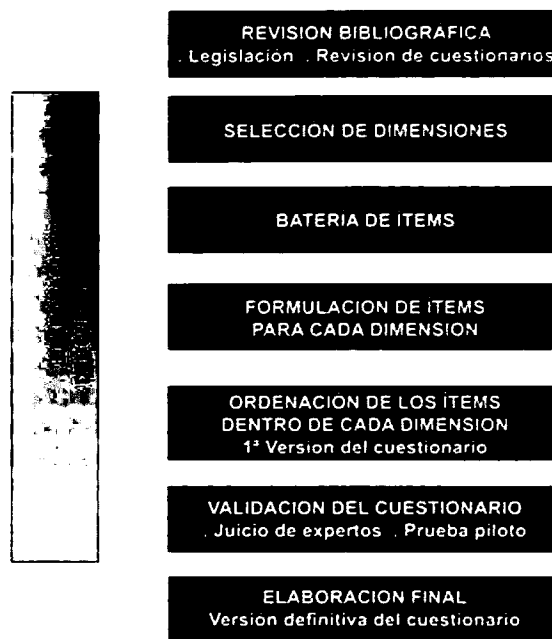 REVISION BIBLIOGRAFICA
. Legislación . Revision de cuestionarios
SELECCION DE DIMENSIONES
BATERIA DE ITEMS
FORMULACION DE ITEMS
PARA CADA DIMENSION
ORDENACION DE LOS ITEMS
DENTRO DE CADA DIMENSION
1ª Version del cuestionario
VALIDACION DEL CUESTIONARIO
. Juicio de expertos . Prueba piloto
ELABORACION FINAL
Version definitiva del cuestionario